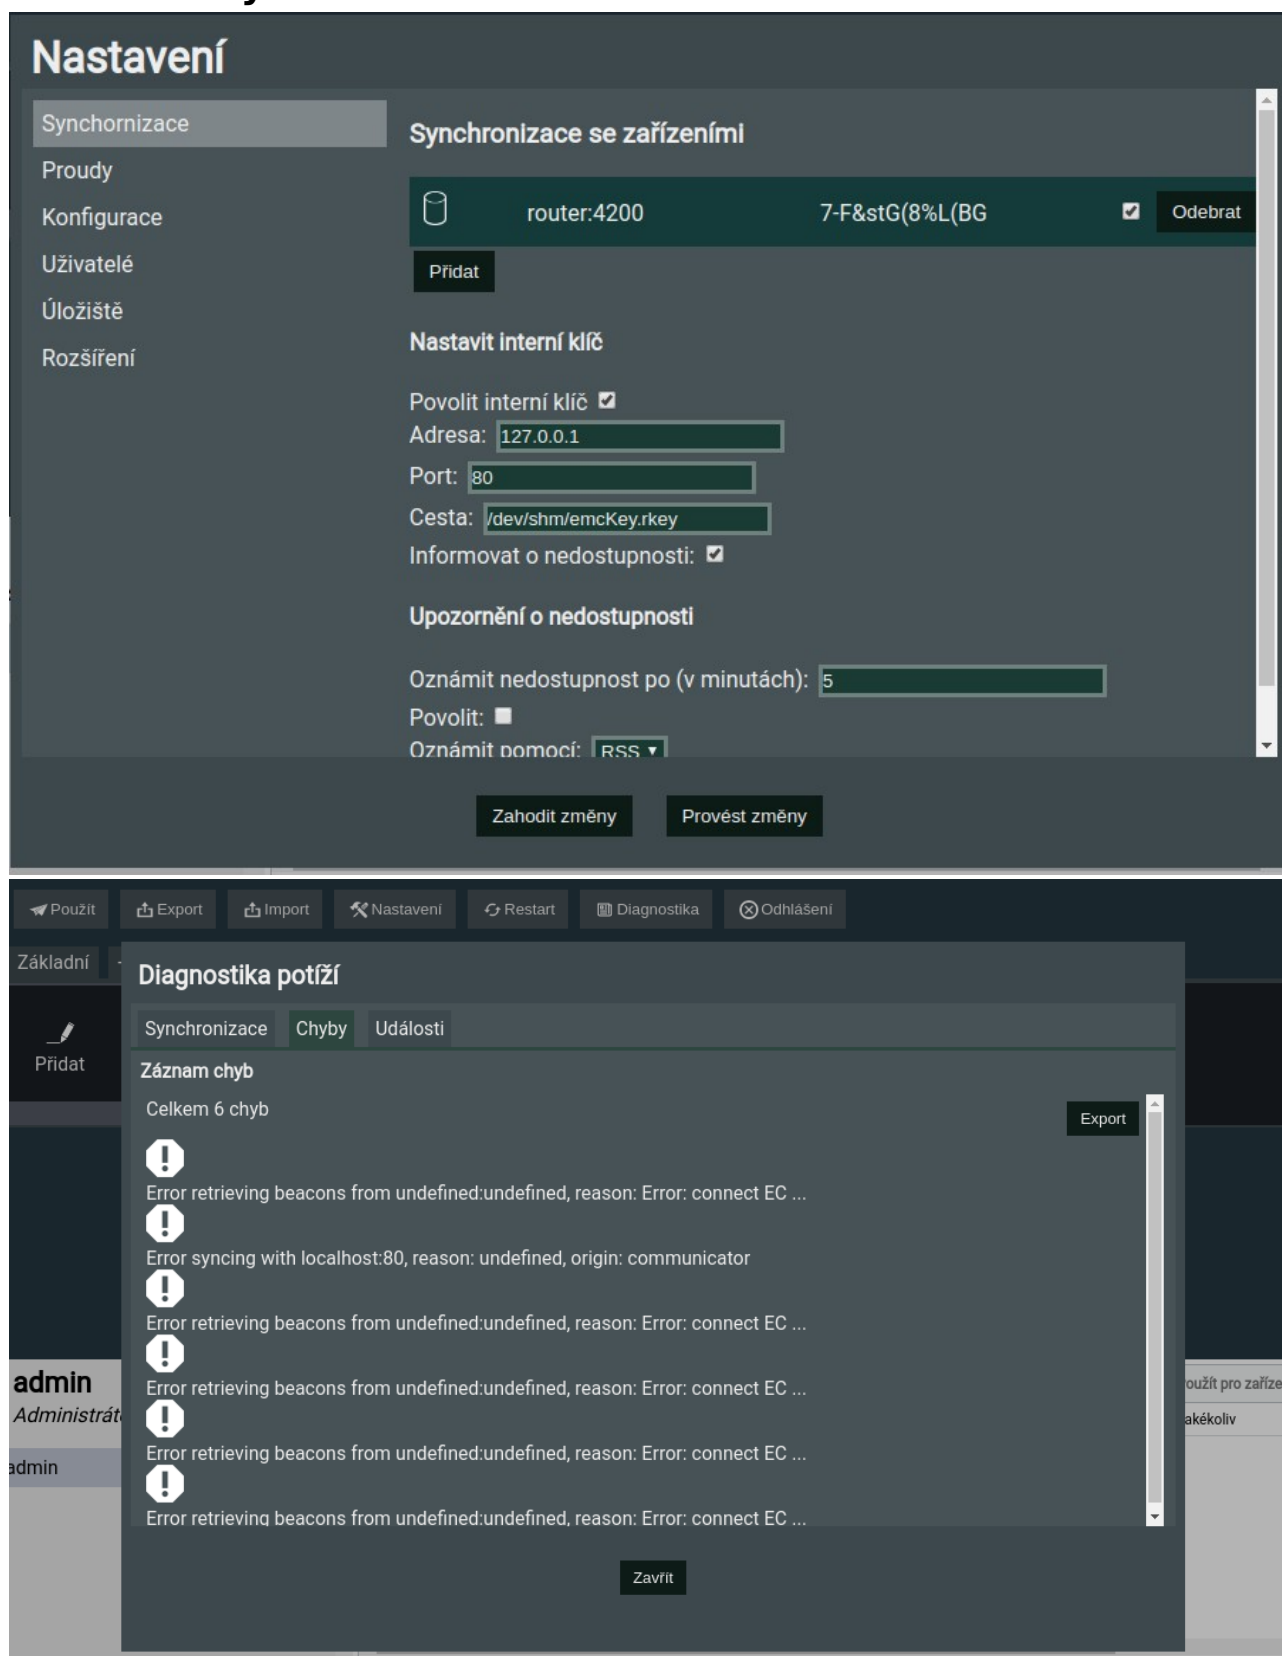 Nastavení
Synchornizace
Proudy
Konfigurace
Uživatelé
Úložiště
Rozšíření
Synchronizace se zařízeními
router:4200 7-F&stG(8%L(BG Odebrat
Přidat
Nastavit interní klíč
Povolit interní klíč
Adresa: 127.0.0.1
Port: 80
Cesta: /dev/shm/emcKey.rkey
Informovat o nedostupnosti:
Upozornění o nedostupnosti
Oznámit nedostupnost po (v minutách): 5
Povolit:
Oznámit pomocí: RSS
Zahodit změny Provést změny
Použít Export Import Nastavení Restart Diagnostika Odhlášení
Základní
Přidat
Diagnostika potíží
Synchronizace Chyby Události
Záznam chyb
Celkem 6 chyb
Export
Error retrieving beacons from undefined:undefined, reason: Error: connect EC ...
Error syncing with localhost:80, reason: undefined, origin: communicator
Error retrieving beacons from undefined:undefined, reason: Error: connect EC ...
Error retrieving beacons from undefined:undefined, reason: Error: connect EC ...
Error retrieving beacons from undefined:undefined, reason: Error: connect EC ...
Error retrieving beacons from undefined:undefined, reason: Error: connect EC ...
Zavřít
admin
Administrát
admin
oužít pro zaříze
akékoliv